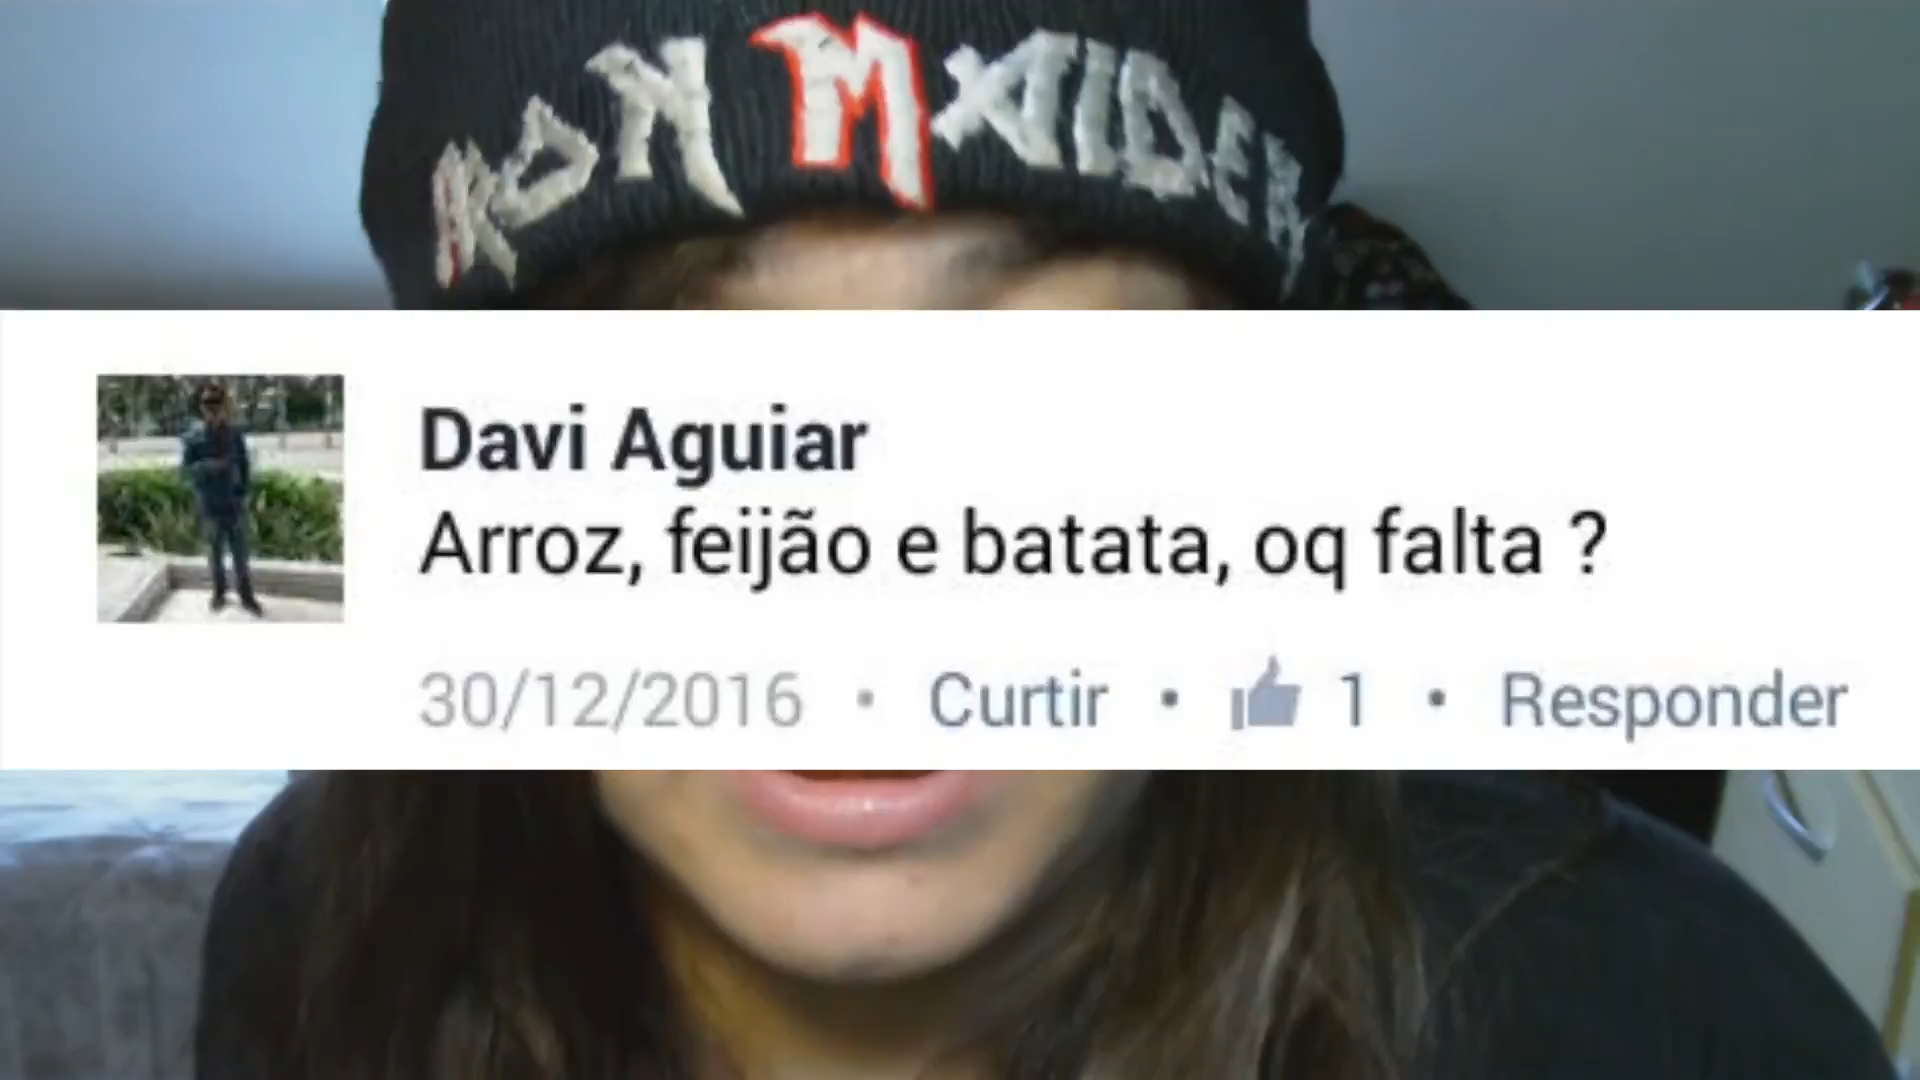 IRON MAIDEN
Davi Aguiar
Arroz, feijão e batata, oq falta ?
30/12/2016 • Curtir • 1 • Responder